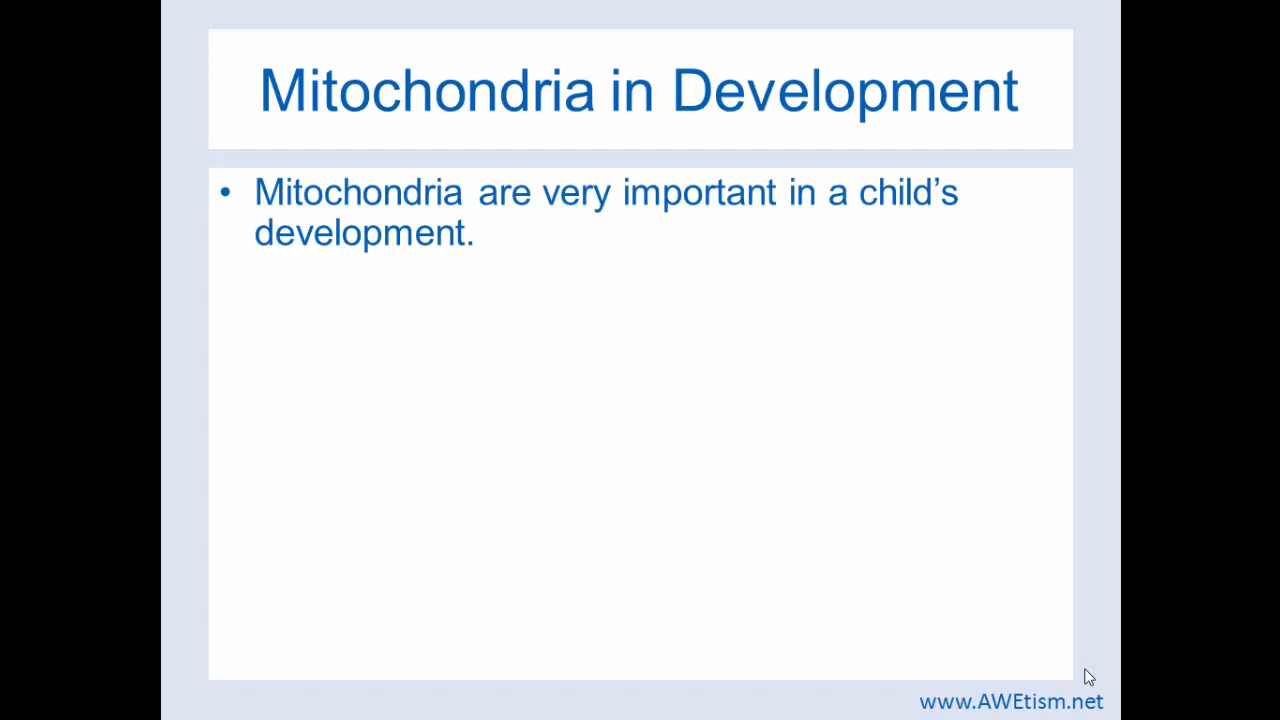 Mitochondria in Development
• Mitochondria are very important in a child’s
development.
www.AWEtism.net